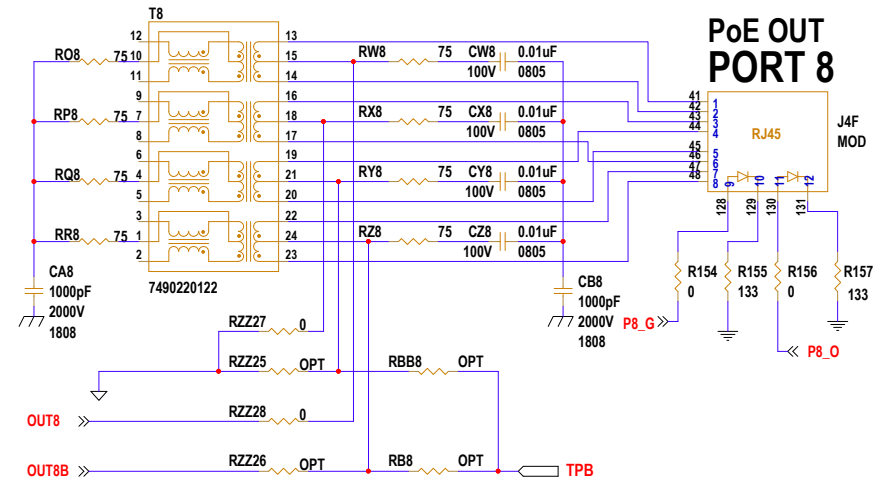 T8
PoE OUT
PORT 8
12
13
RO8
75
10
15
RW8
75
CW8
0.01uF
11
14
100V
0805
9
16
RP8
75
7
18
RX8
75
CX8
0.01uF
8
17
100V
0805
6
19
RQ8
75
4
21
RY8
75
CY8
0.01uF
5
20
100V
0805
3
22
RR8
75
1
24
RZ8
75
CZ8
0.01uF
2
23
100V
0805
41
1
42
2
43
3
44
4
45
5
46
6
47
7
48
8
RJ45
J4F
MOD
9
10
11
12
128
129
130
131
CA8
1000pF
2000V
1808
7490220122
CB8
1000pF
2000V
1808
R154
0
R155
133
R156
0
R157
133
P8_G
P8_O
RZZ27
0
RZZ25
OPT
RBB8
OPT
OUT8
RZZ28
0
OUT8B
RZZ26
OPT
RB8
OPT
TPB